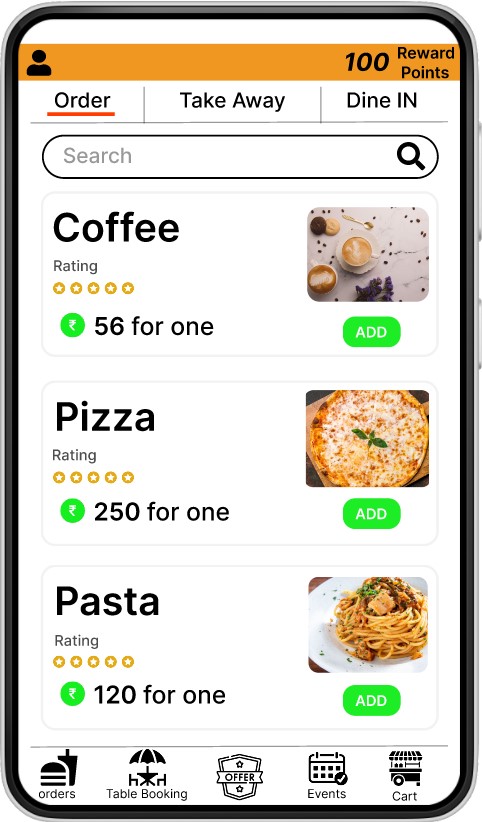 100 Reward
Points
Order Take Away Dine IN
Search
Coffee
Rating
₹ 56 for one
ADD
Pizza
Rating
₹ 250 for one
ADD
Pasta
Rating
₹ 120 for one
ADD
OFFER
orders Table Booking Events Cart